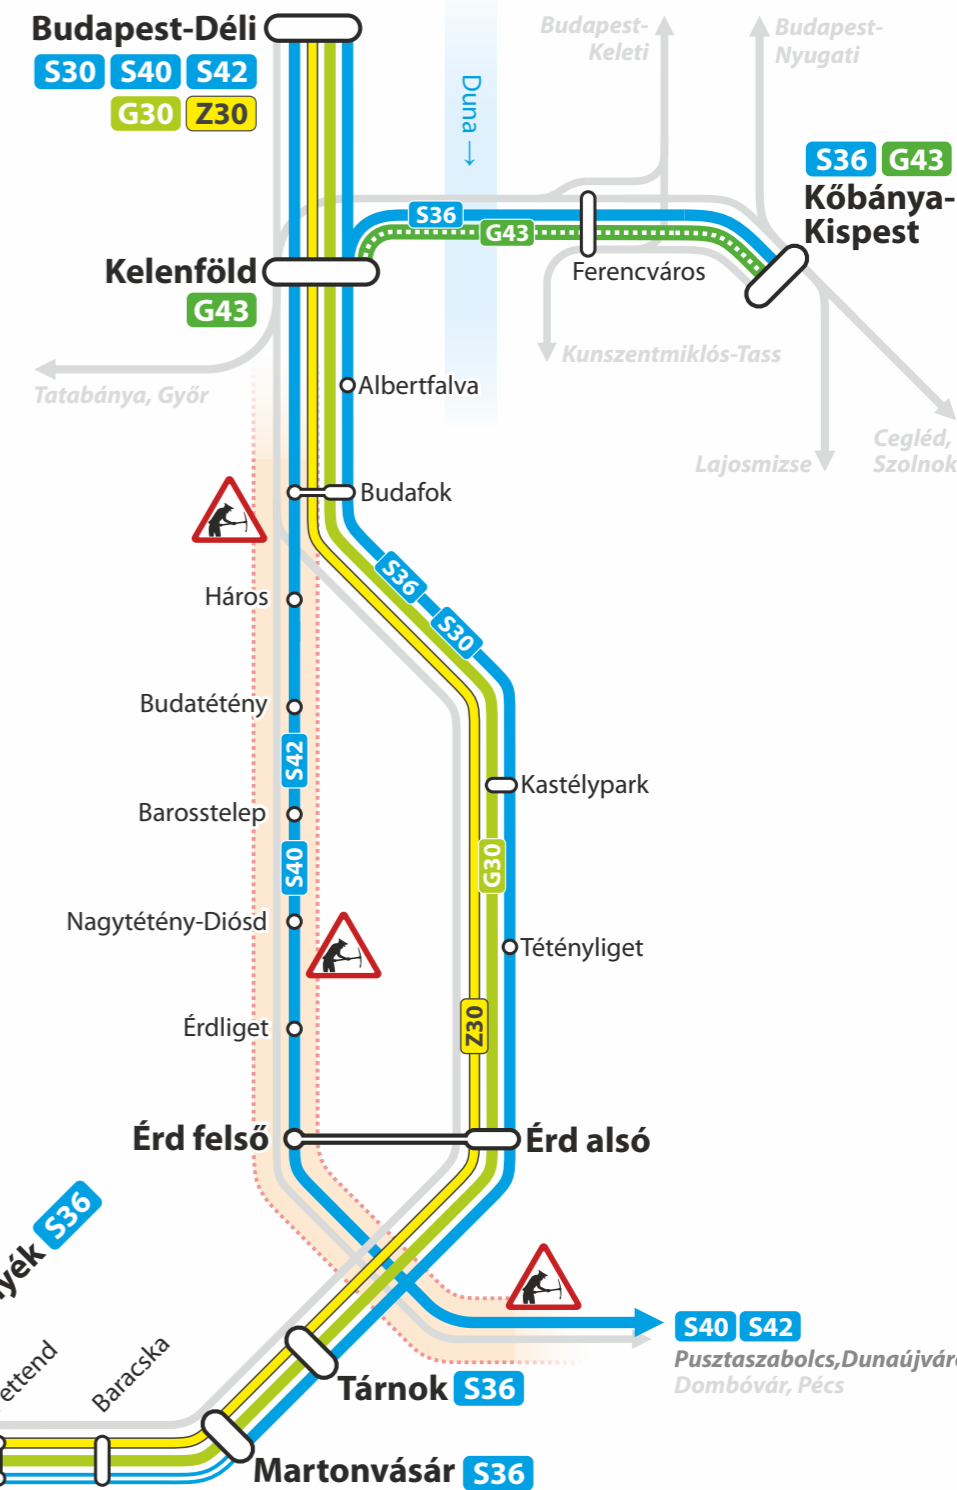 Budapest-Déli
S30 S40 S42
G30 Z30
Duna →
Budapest-
Keleti
Budapest-
Nyugati
S36 G43
Kőbánya-
Kispest
S36
G43
Ferencváros
Kelenföld
G43
Tatabánya, Győr
Kunszentmiklós-Tass
Albertfalva
Lajosmizse
Cegléd,
Szolnok
Budafok
S36
S30
Háros
Budatétény
S42
Kastélypark
Barosstelep
S40
G30
Nagytétény-Diósd
Tétényliget
Z30
Érdliget
Érd felső
Érd alsó
S36
S40 S42
Pusztaszabolcs,
Dombóvár, Pécs
Baracska
Tárnok S36
Martonvásár S36